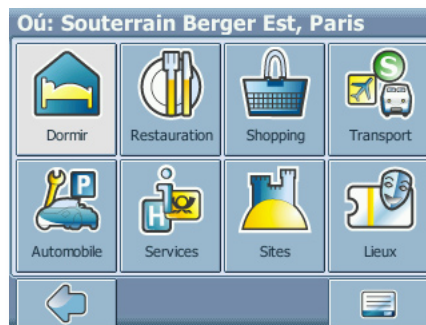 Oú: Souterrain Berger Est, Paris
Dormir
Restauration
Shopping
S
Transport
P
Automobile
H
Services
Sites
Lieux